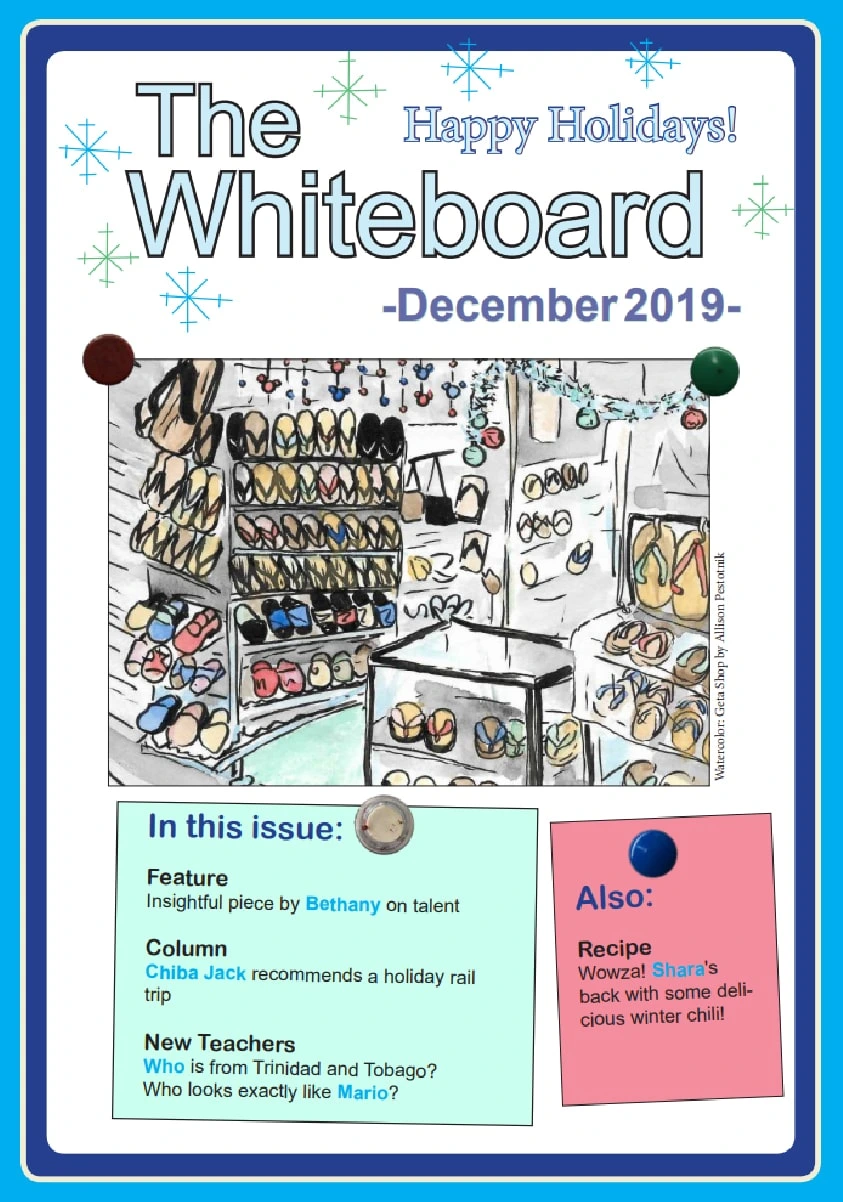 The
Happy Holidays!
Whiteboard
-December 2019-
Watercolor: Geta Shop by Allison Pestotnik
In this issue:
Feature
Insightful piece by Bethany on talent
Column
Chiba Jack recommends a holiday rail
trip
New Teachers
Who is from Trinidad and Tobago?
Who looks exactly like Mario?
Also:
Recipe
Wowza! Shara's
back with some deli-
cious winter chili!